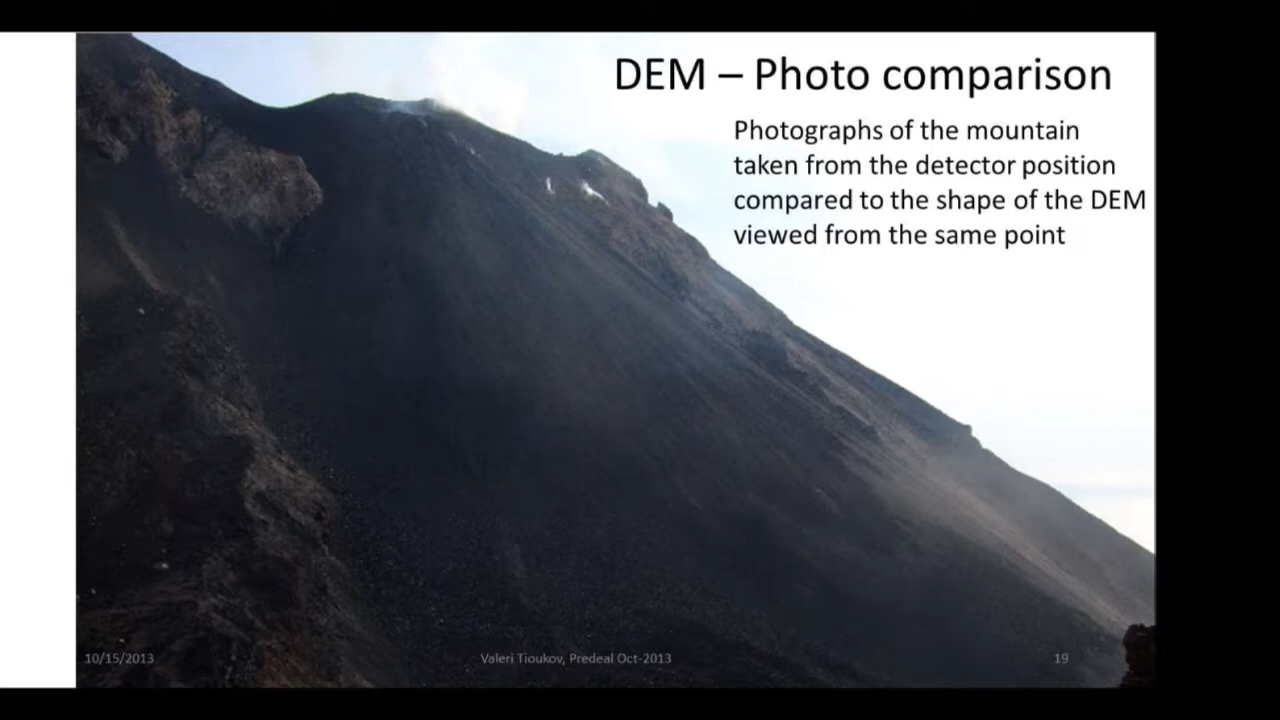 DEM – Photo comparison
Photographs of the mountain
taken from the detector position
compared to the shape of the DEM
viewed from the same point
10/15/2013
Valeri Tioukov, Predeal Oct-2013
19